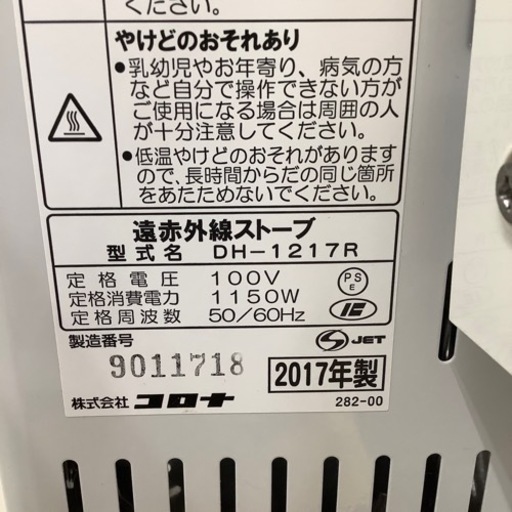 ください。
やけどのおそれあり
●乳幼児やお年寄り、病気の方
など自分で操作できない方が
ご使用になる場合は周囲の人
が十分注意してください。
●低温やけどのおそれがあります
ので、長時間からだの同じ箇所
をあたためないでください。
遠赤外線ストーブ
型式名 DH-1217R
定格電圧 100V
定格消費電力 1150W
定格周波数 50/60Hz
PS
E
JET
製造番号
9011718
2017年製
株式会社 コロナ
282-00